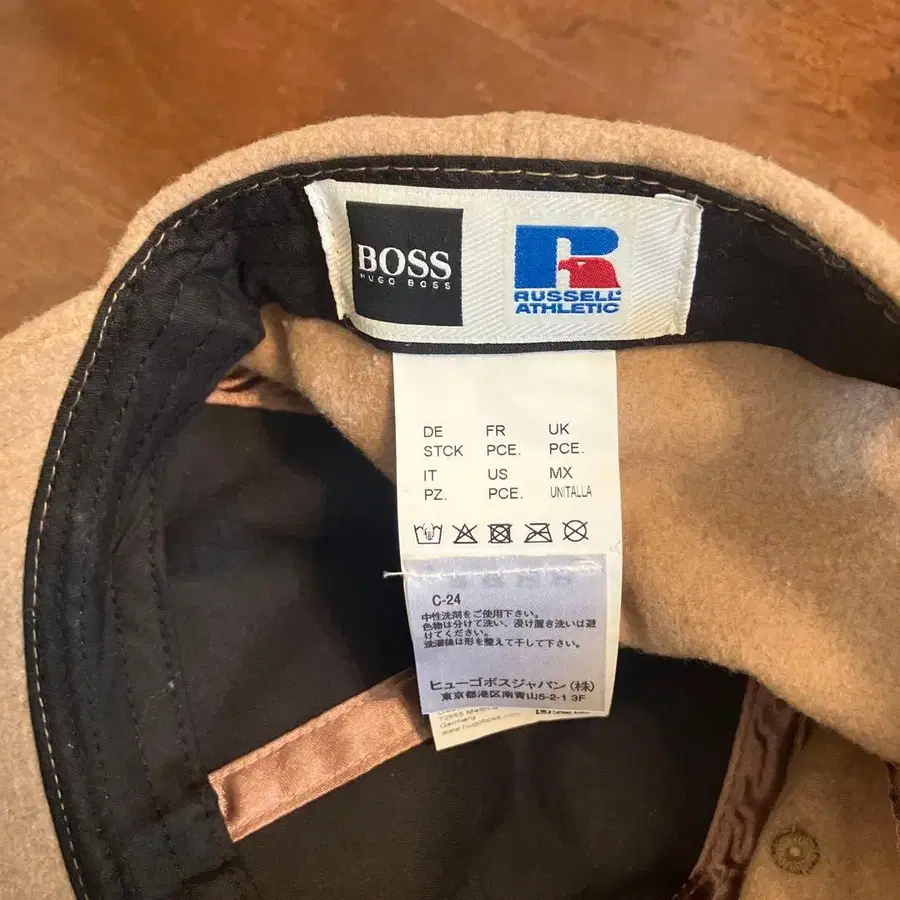 BOSS
HUGO BOSS
R
RUSSELL
ATHLETIC
DE FR UK
STCK PCE. PCE.
IT US MX
PZ. PCE. UNITALLA
C-24
中性洗剤をご使用下さい。
色物は分けて洗い、浸け置き洗いは避
けてください。
洗濯後は形を整えて干して下さい。
ヒューゴボスジャパン(株)
東京都港区南青山5-2-1 3F
Germany
www.hugoboss.com